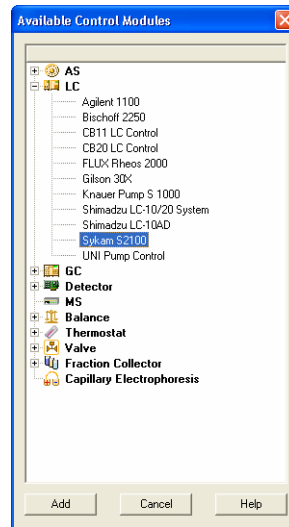 Available Control Modules
AS
LC
Agilent 1100
Bischoff 2250
CB11 LC Control
CB20 LC Control
FLUX Rheos 2000
Gilson 30X
Knauer Pump S 1000
Shimadzu LC-10/20 System
Shimadzu LC-10AD
Sykam S2100
UNI Pump Control
GC
Detector
MS
Balance
Thermostat
Valve
Fraction Collector
Capillary Electrophoresis
Add Cancel Help